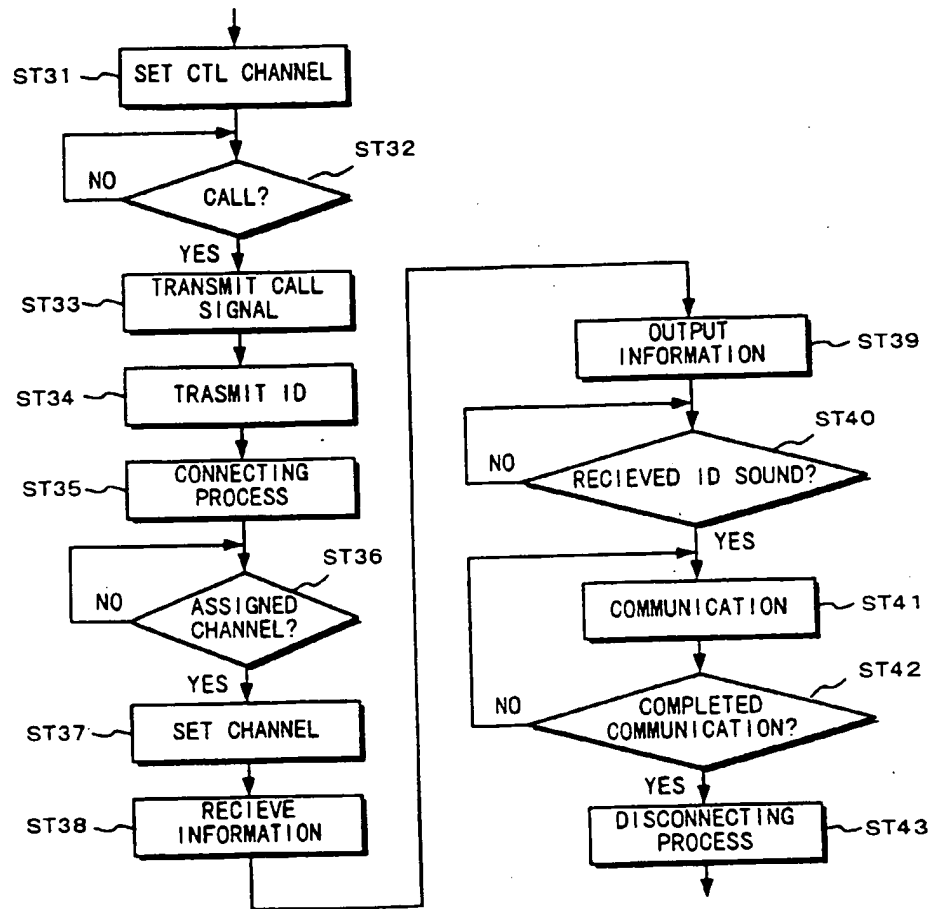 ST31
SET CTL CHANNEL
ST32
NO
CALL?
YES
ST33
TRANSMIT CALL
SIGNAL
ST34
TRASMIT ID
ST35
CONNECTING
PROCESS
ST36
NO
ASSIGNED
CHANNEL?
YES
ST37
SET CHANNEL
ST38
RECIEVE
INFORMATION
OUTPUT
INFORMATION
ST39
ST40
NO
RECIEVED ID SOUND?
YES
COMMUNICATION
ST41
ST42
NO
COMPLETED
COMMUNICATION?
YES
DISCONNECTING
PROCESS
ST43